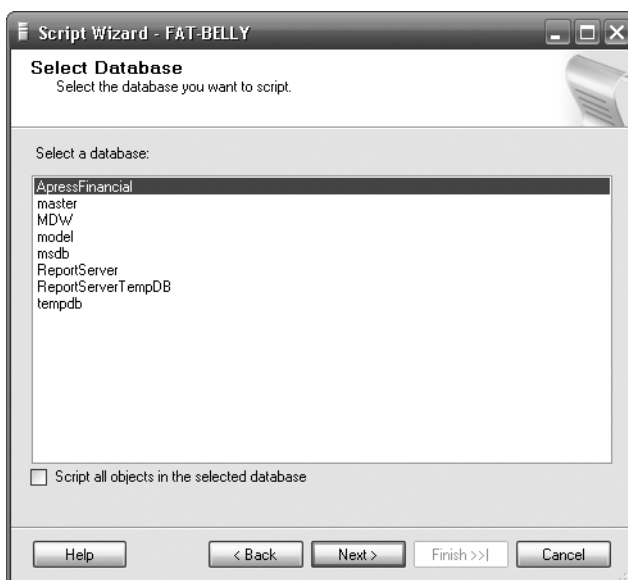 Script Wizard - FAT-BELLY
Select Database
Select the database you want to script.
Select a database:
ApressFinancial
master
MDW
model
msdb
ReportServer
ReportServerTempDB
tempdb
Script all objects in the selected database
Help
< Back
Next >
Finish >>|
Cancel